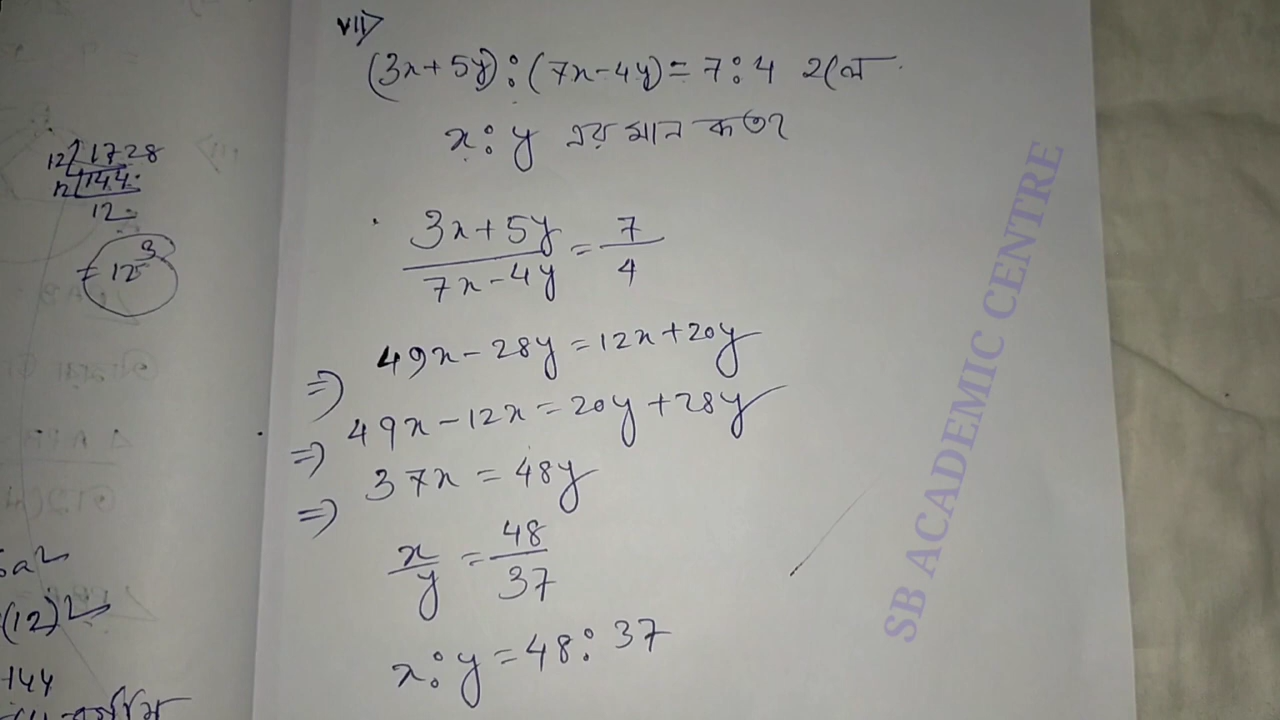 vii>
(3x+5y):(7x-4y)=7:4 হলে
x:y এর মান কত?
3x+5y/7x-4y = 7/4
⇒ 49x-28y=12x+20y
⇒ 49x-12x=20y+28y
⇒ 37x=48y
x/y = 48/37
x:y=48:37
12)1728
12)144
12
=12³
5a²
(12)²
144
SB ACADEMIC CENTRE